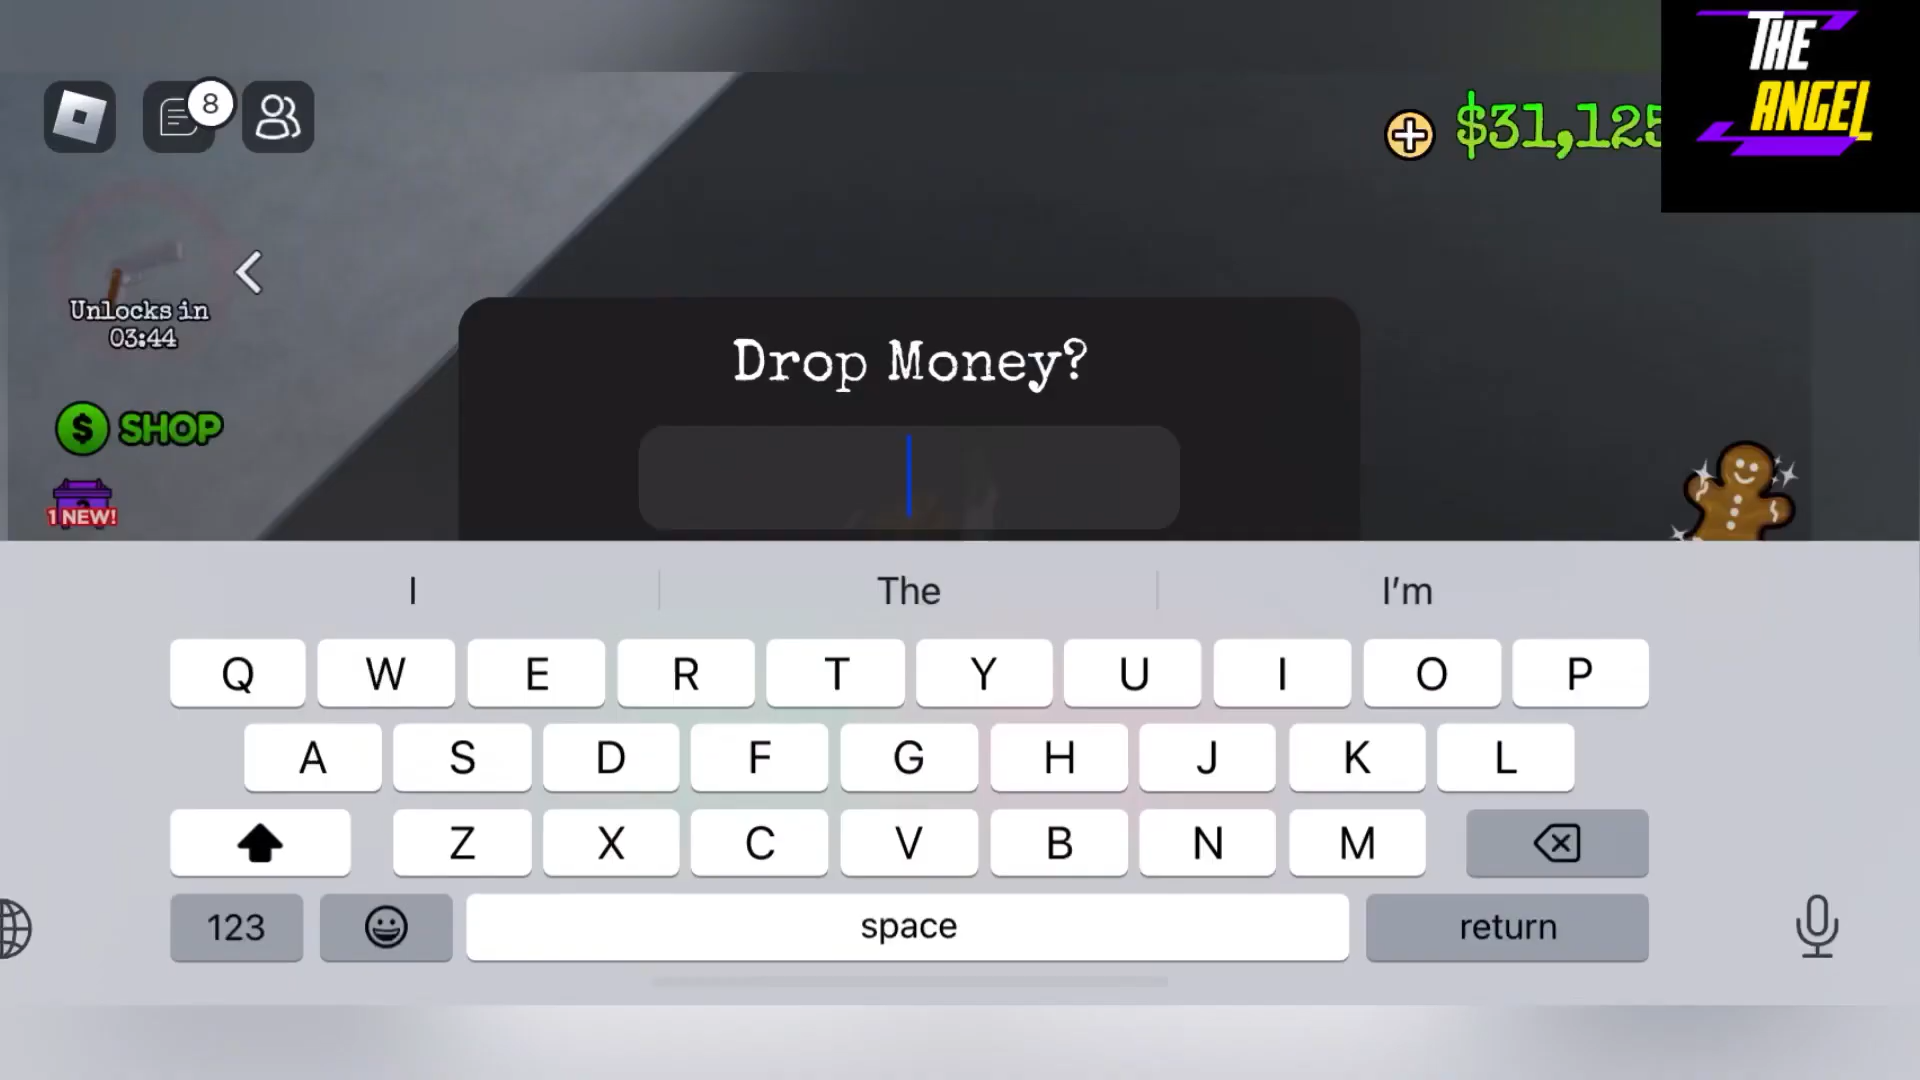 THE
ANGEL
8
$31,125
Unlocks in
03:44
Drop Money?
$ SHOP
1 NEW!
I The I'm
Q W E R T Y U I O P
A S D F G H J K L
Z X C V B N M
123 space return